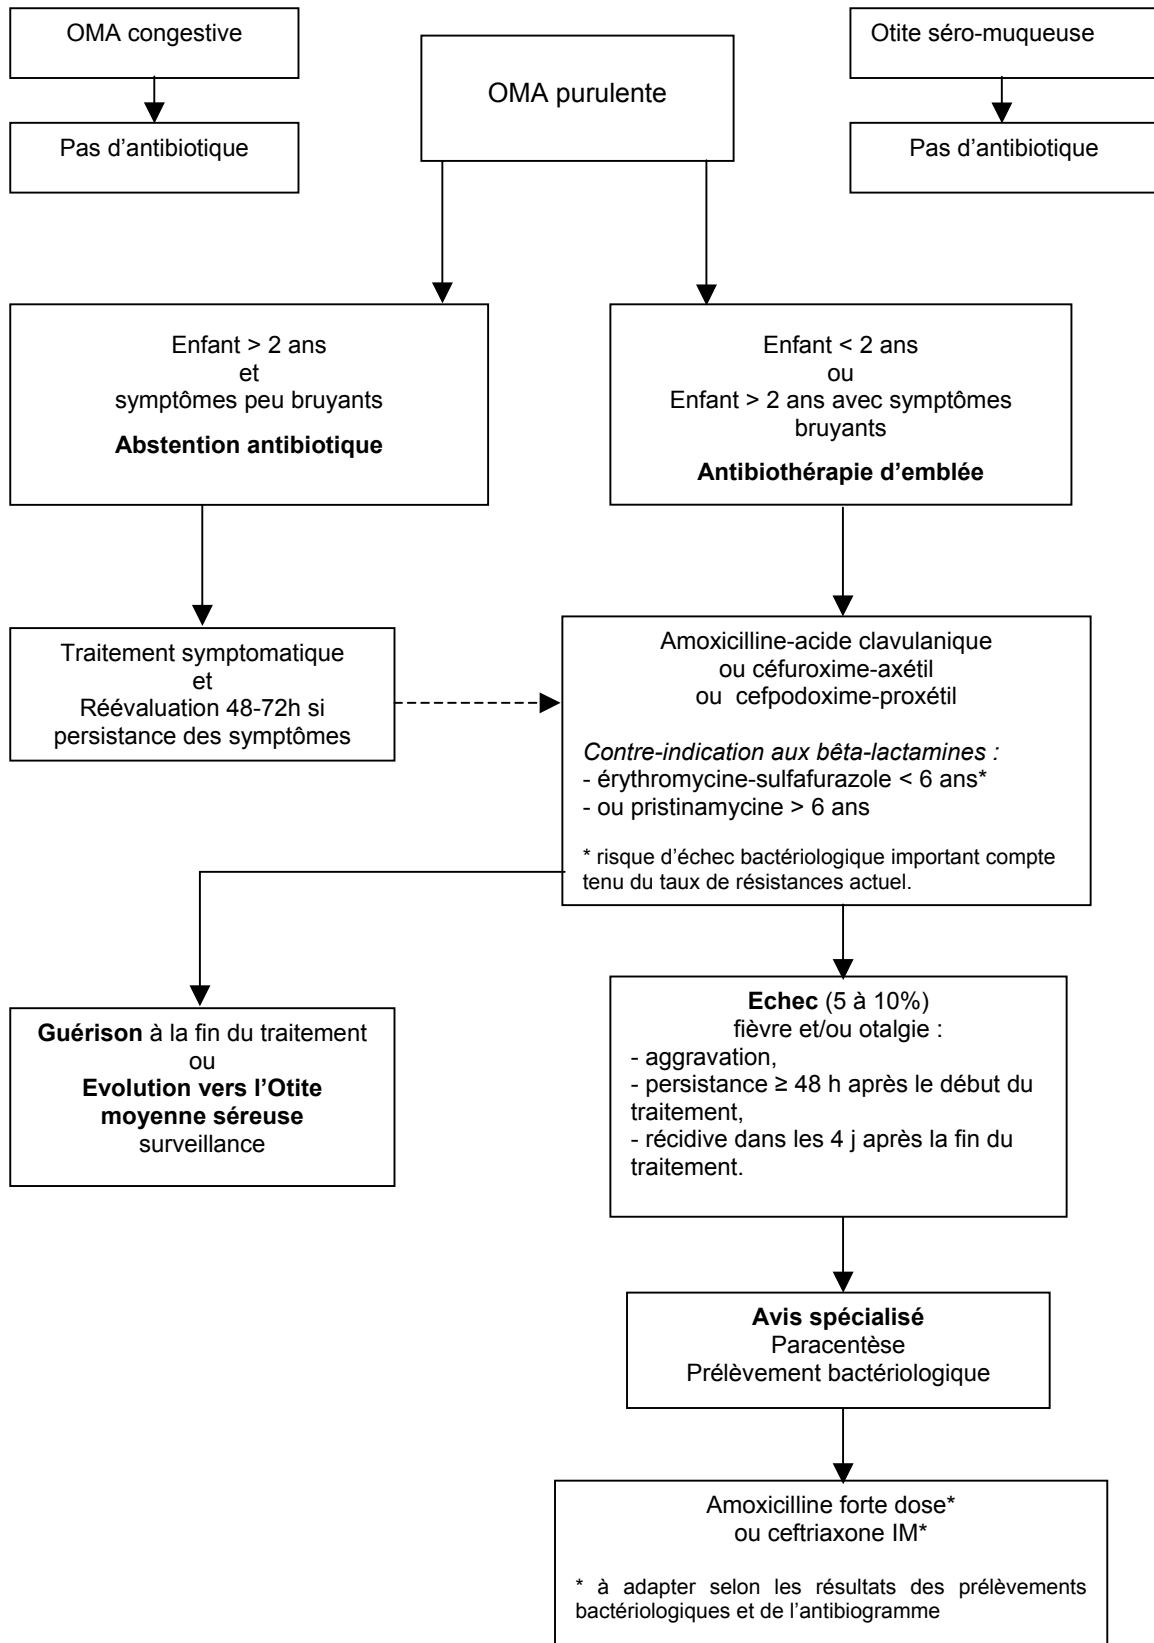 OMA congestive
OMA purulente
Otite séro-muqueuse
Pas d’antibiotique
Pas d’antibiotique
Enfant > 2 ans
et
symptômes peu bruyants
Abstention antibiotique
Enfant < 2 ans
ou
Enfant > 2 ans avec symptômes
bruyants
Antibiothérapie d’emblée
Traitement symptomatique
et
Réévaluation 48-72h si
persistance des symptômes
Amoxicilline-acide clavulanique
ou céfuroxime-axétil
ou cefpodoxime-proxétil
Contre-indication aux bêta-lactamines :
- érythromycine-sulfafurazole < 6 ans*
- ou pristinamycine > 6 ans
* risque d’échec bactériologique important compte
tenu du taux de résistances actuel.
Guérison à la fin du traitement
ou
Evolution vers l’Otite
moyenne séreuse
surveillance
Echec (5 à 10%)
fièvre et/ou otalgie :
- aggravation,
- persistance ≥ 48 h après le début du
traitement,
- récidive dans les 4 j après la fin du
traitement.
Avis spécialisé
Paracentèse
Prélèvement bactériologique
Amoxicilline forte dose*
ou ceftriaxone IM*
* à adapter selon les résultats des prélèvements
bactériologiques et de l’antibiogramme